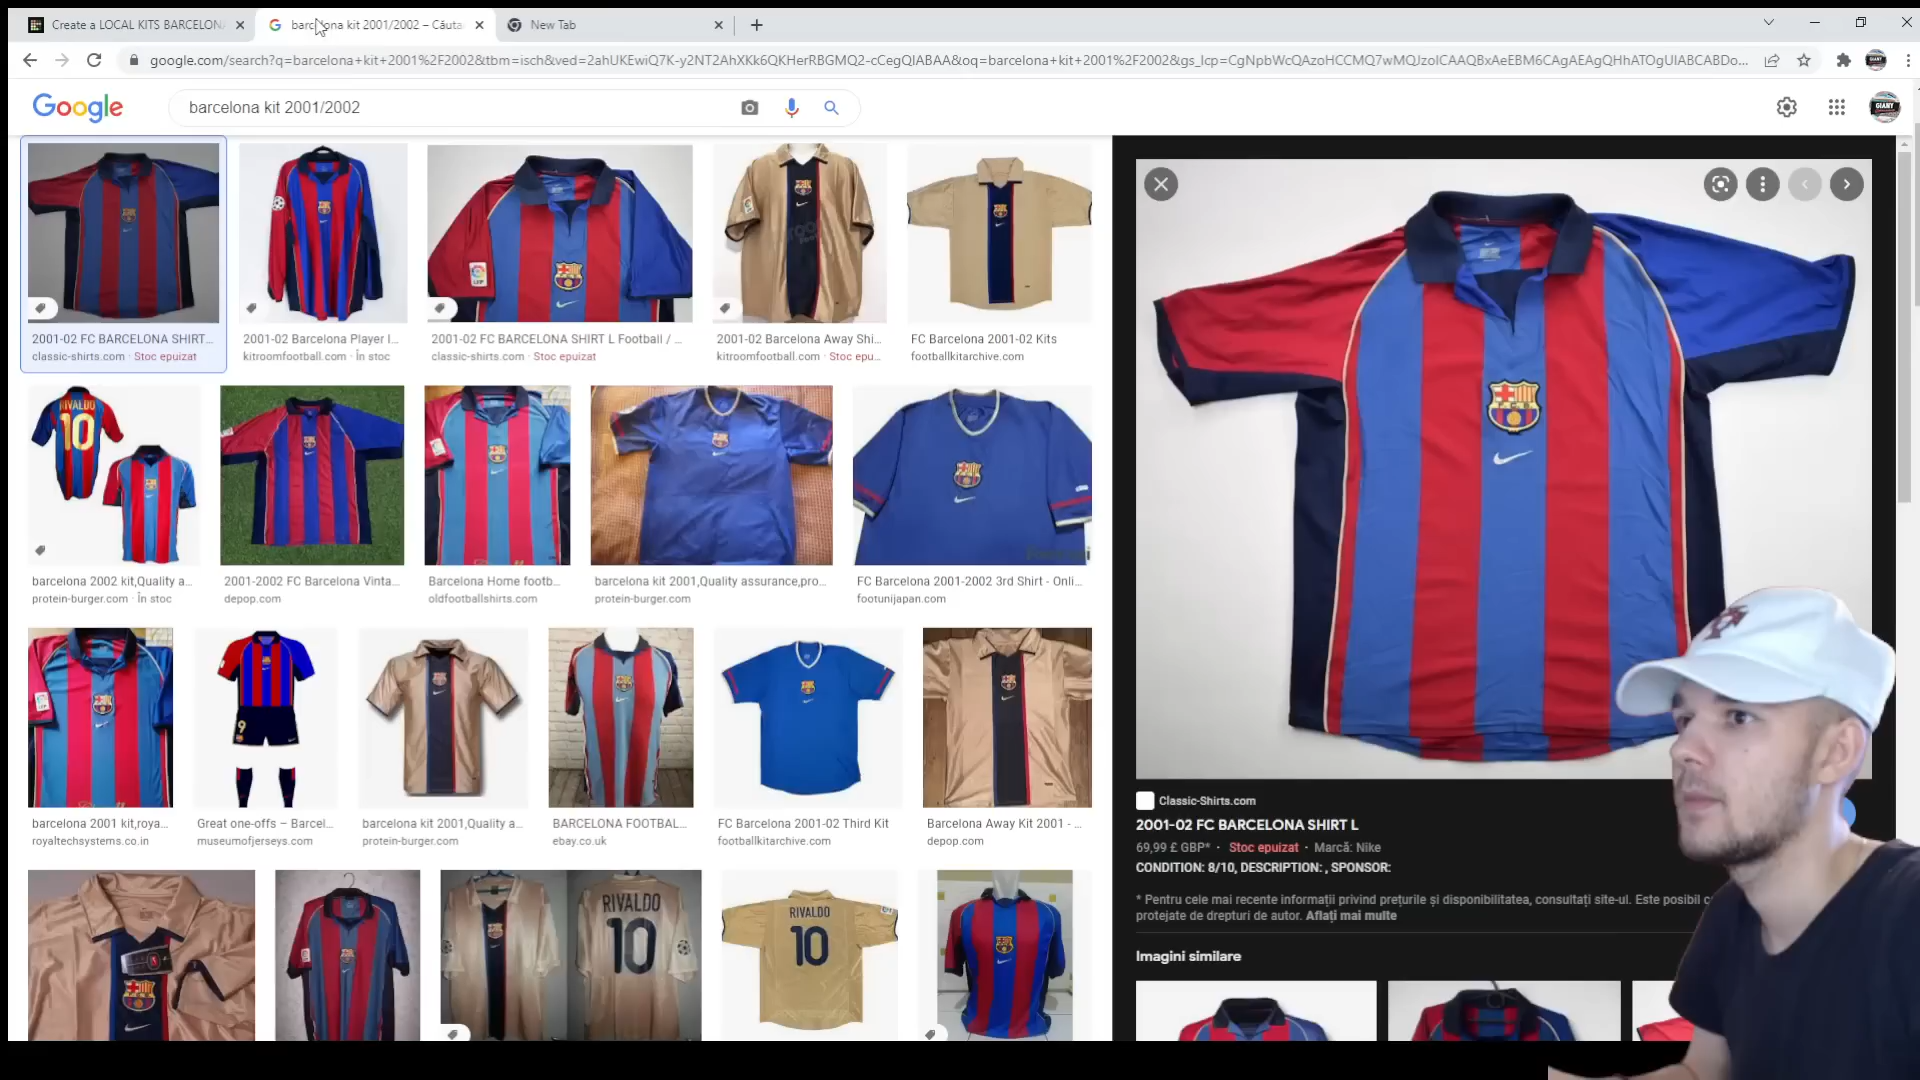 Create a LOCAL KITS BARCELON
barcelona kit 2001/2002 – Căuta
New Tab
google.com/search?q=barcelona+kit+2001%2F2002&tbm=isch&ved=2ahUKEwiQ7K-y2NT2AhXKk6QKHerRBGMQ2-cCegQIABAA&oq=barcelona+kit+2001%2F2002&gs_lcp=CgNpbWcQAzoHCCMQ7wMQJzoICAAQBxAeEBM6CAgAEAgQHhATOgUIABCABDo...
Google
barcelona kit 2001/2002
2001-02 FC BARCELONA SHIRT...
classic-shirts.com · Stoc epuizat
2001-02 Barcelona Player I...
kitroomfootball.com · În stoc
2001-02 FC BARCELONA SHIRT L Football / ...
classic-shirts.com · Stoc epuizat
2001-02 Barcelona Away Shi...
kitroomfootball.com · Stoc epu...
FC Barcelona 2001-02 Kits
footballkitarchive.com
RIVALDO
10
barcelona 2002 kit,Quality a...
protein-burger.com · În stoc
2001-2002 FC Barcelona Vinta...
depop.com
Barcelona Home footb...
oldfootballshirts.com
barcelona kit 2001,Quality assurance,pro...
protein-burger.com
FC Barcelona 2001-2002 3rd Shirt - Onli...
footunijapan.com
9
barcelona 2001 kit,roya...
royaltechsystems.co.in
Great one-offs – Barcel...
museumofjerseys.com
barcelona kit 2001,Quality a...
protein-burger.com
BARCELONA FOOTBAL...
ebay.co.uk
FC Barcelona 2001-02 Third Kit
footballkitarchive.com
Barcelona Away Kit 2001 - ...
depop.com
RIVALDO
10
RIVALDO
10
Classic-Shirts.com
2001-02 FC BARCELONA SHIRT L
69,99 £ GBP* · Stoc epuizat · Marcă: Nike
CONDITION: 8/10, DESCRIPTION: , SPONSOR:
* Pentru cele mai recente informații privind prețurile și disponibilitatea, consultați site-ul. Este posibil
protejate de drepturi de autor. Aflați mai multe
Imagini similare